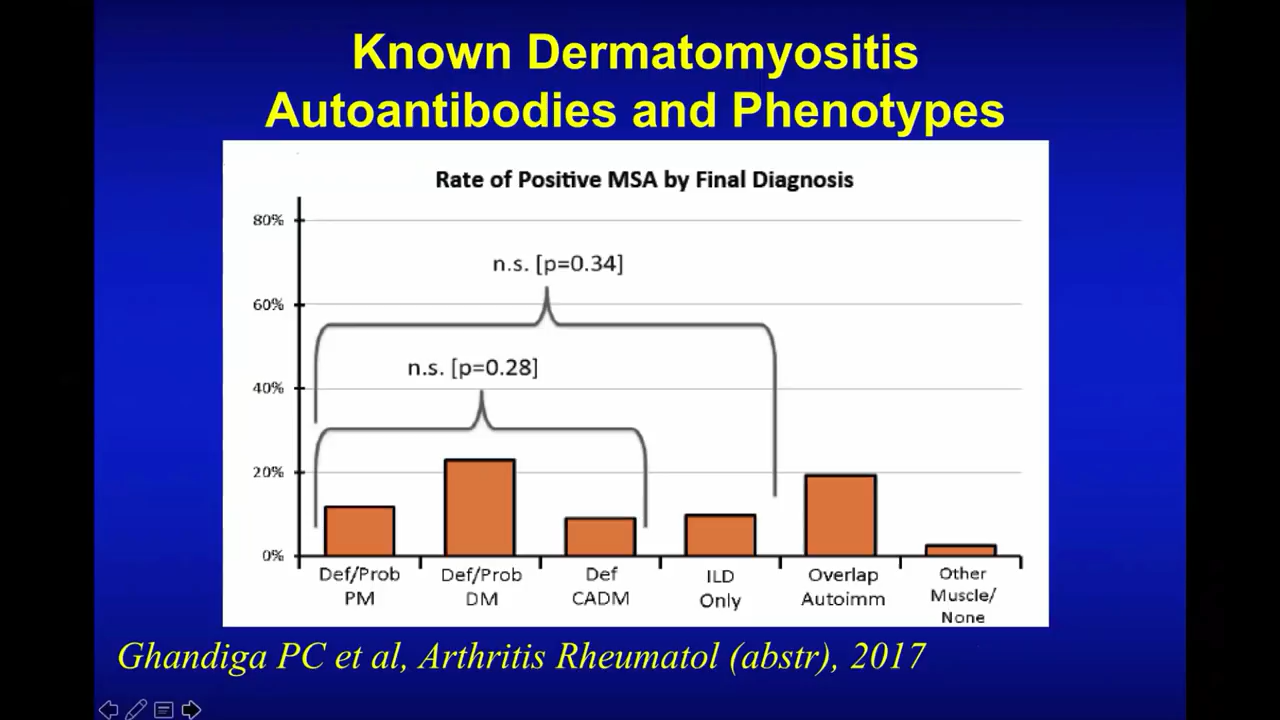 Known Dermatomyositis
Autoantibodies and Phenotypes
Rate of Positive MSA by Final Diagnosis
80%
n.s. [p=0.34]
60%
n.s. [p=0.28]
40%
20%
0%
Def/Prob
PM
Def/Prob
DM
Def
CADM
ILD
Only
Overlap
Autoimm
Other
Muscle/
None
Ghandiga PC et al, Arthritis Rheumatol (abstr), 2017